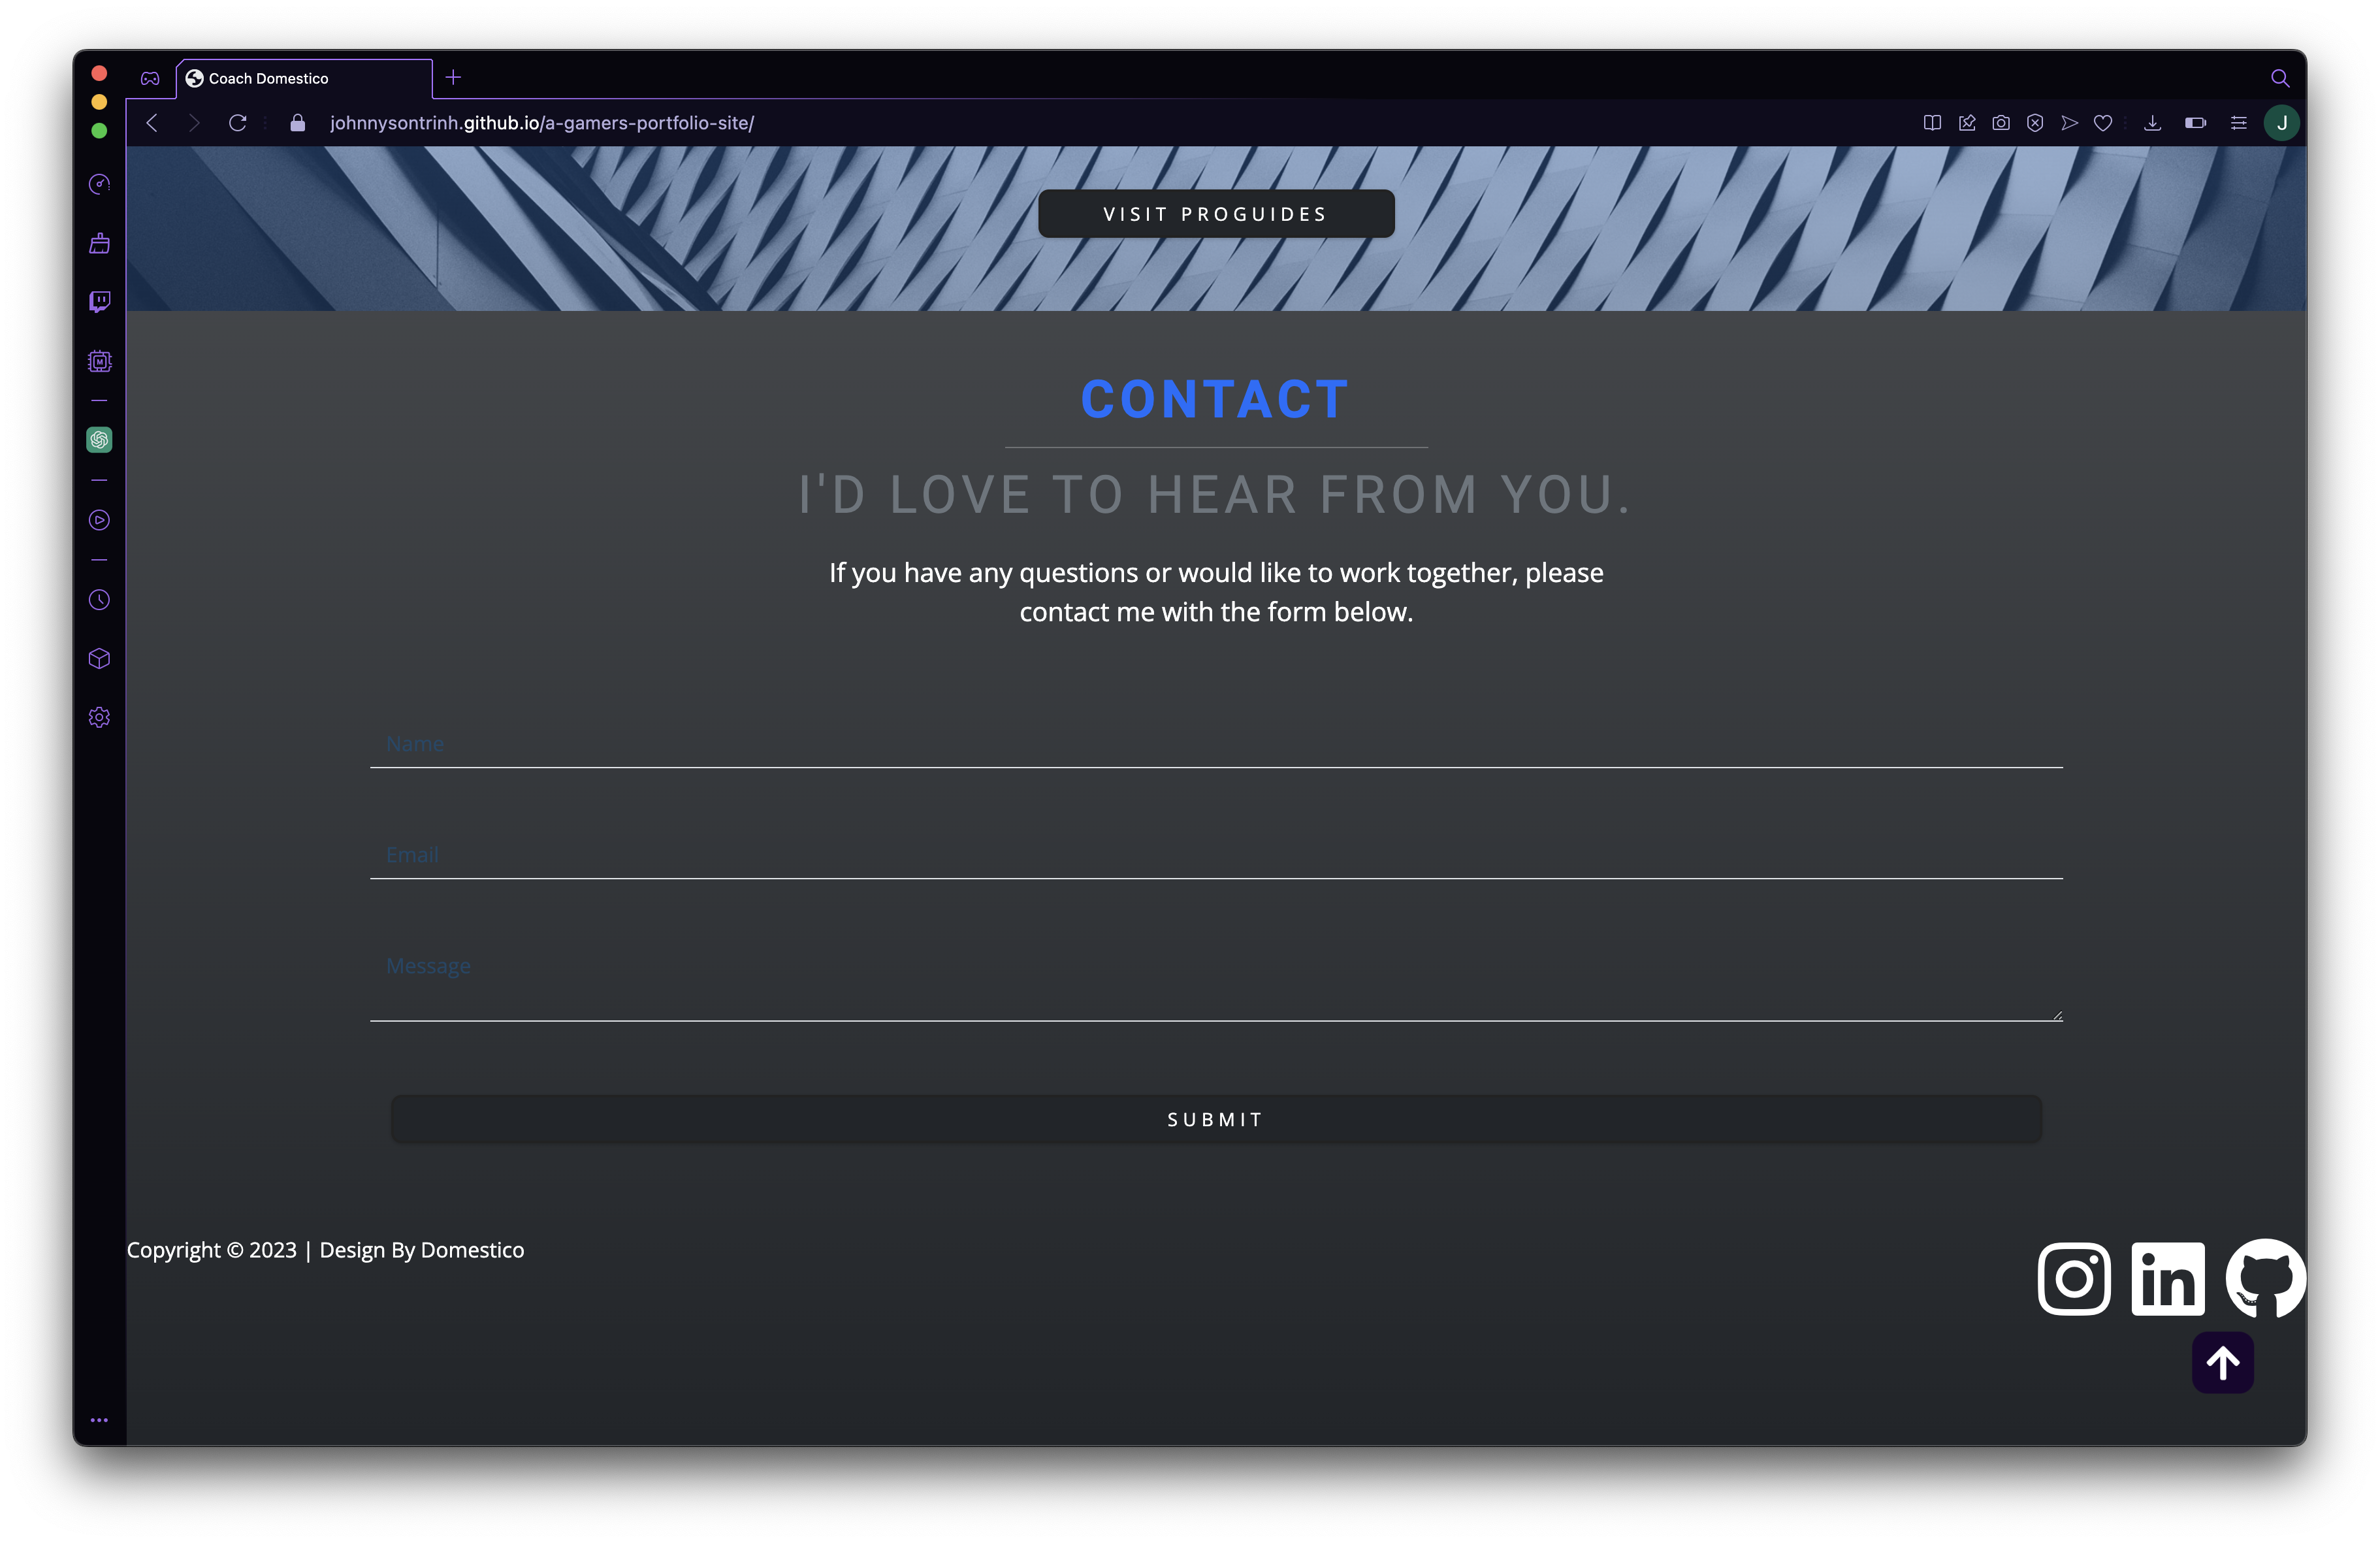 Coach Domestico
johnnysontrinh.github.io/a-gamers-portfolio-site/
J
VISIT PROGUIDES
CONTACT
I'D LOVE TO HEAR FROM YOU.
If you have any questions or would like to work together, please
contact me with the form below.
Name
Email
Message
SUBMIT
Copyright © 2023 | Design By Domestico
in